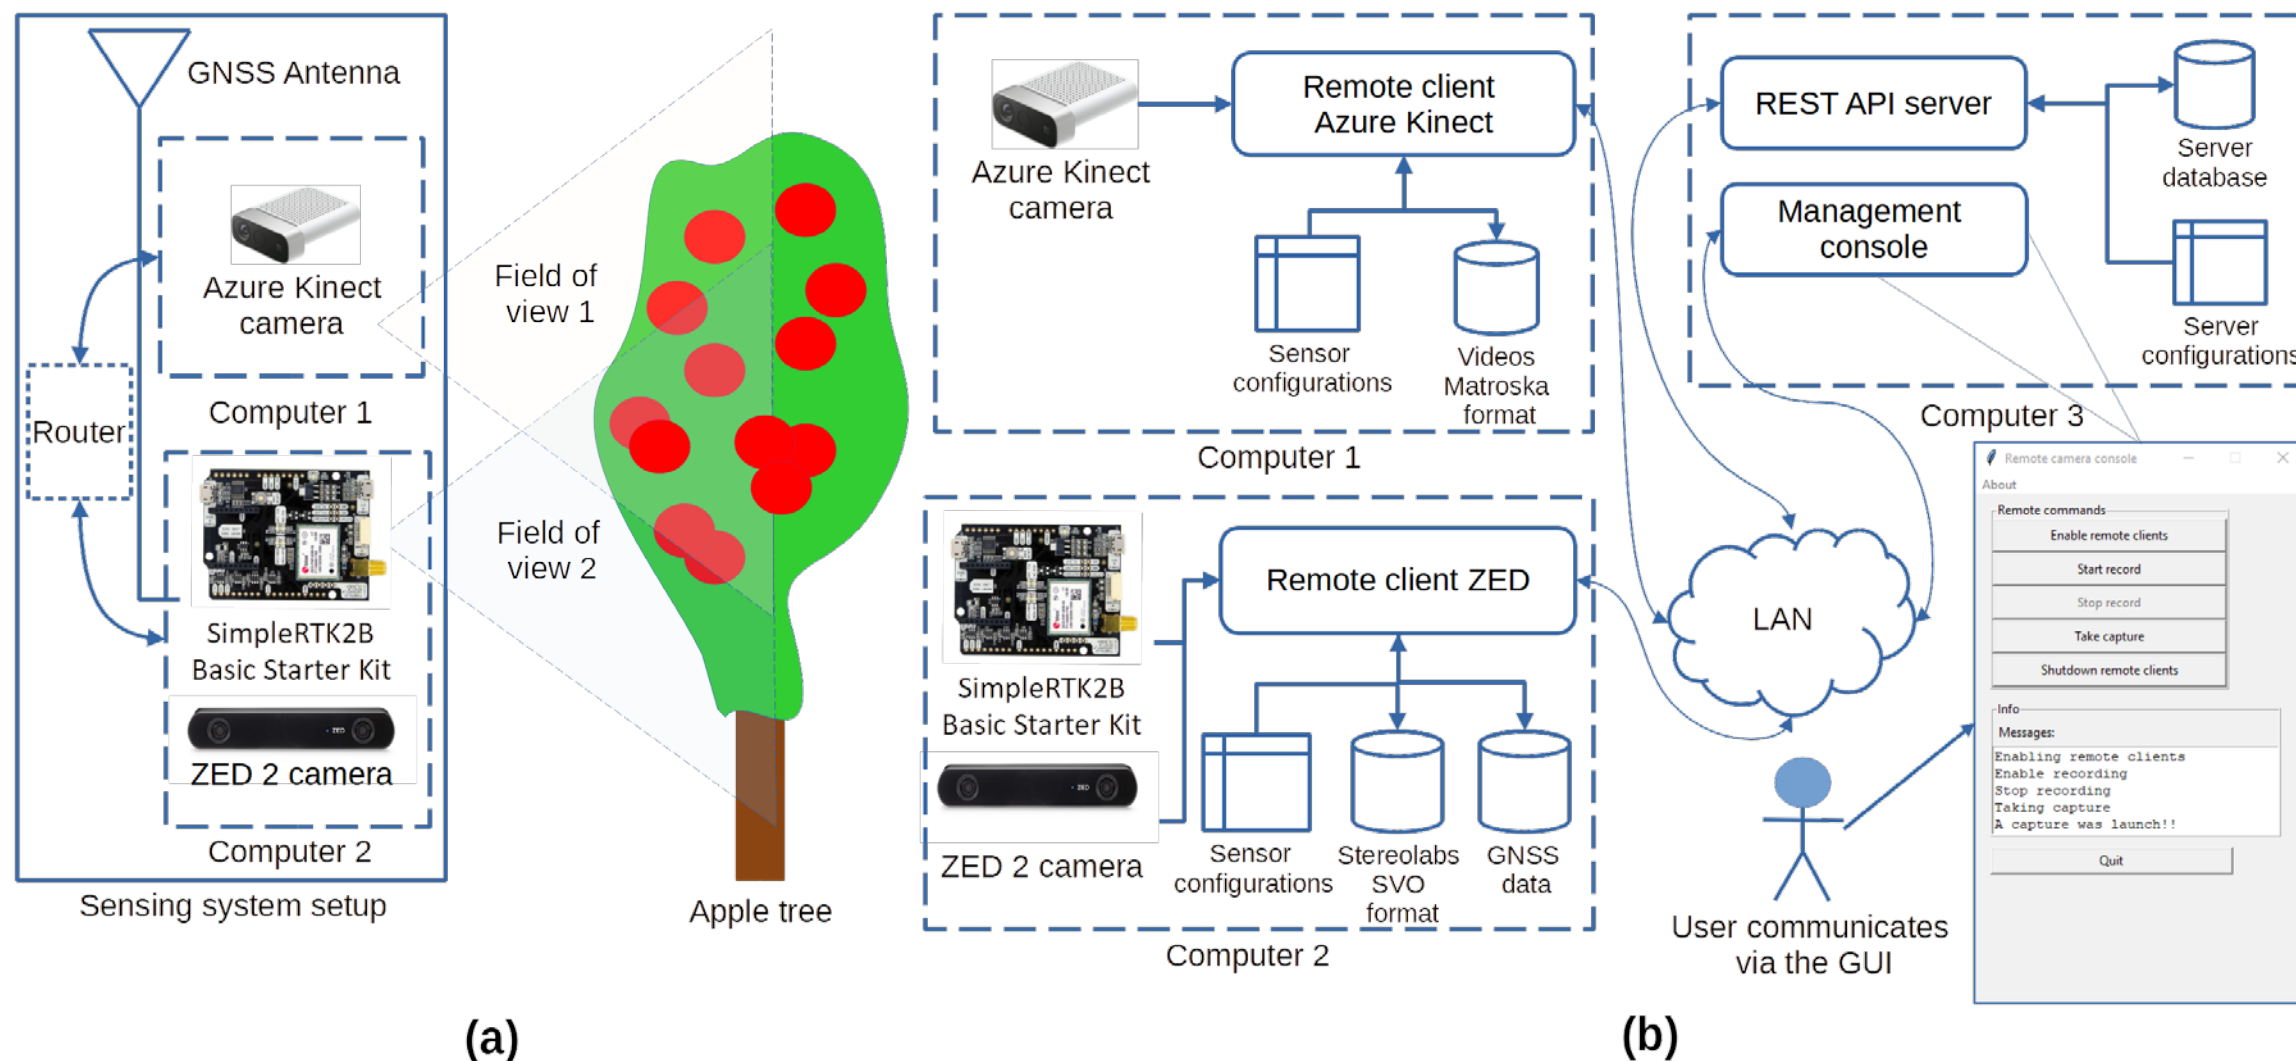 GNSS Antenna
Azure Kinect
camera
Computer 1
Router
SimpleRTK2B
Basic Starter Kit
ZED
ZED 2 camera
Computer 2
Sensing system setup
Field of
view 1
Field of
view 2
Apple tree
(a)
Azure Kinect
camera
Remote client
Azure Kinect
Sensor
configurations
Videos
Matroska
format
Computer 1
SimpleRTK2B
Basic Starter Kit
ZED
ZED 2 camera
Remote client ZED
Sensor
configurations
Stereolabs
SVO
format
GNSS
data
Computer 2
REST API server
Management
console
Server
database
Server
configurations
Computer 3
LAN
User communicates
via the GUI
Remote camera console
About
Remote commands
Enable remote clients
Start record
Stop record
Take capture
Shutdown remote clients
Info
Messages:
Enabling remote clients
Enable recording
Stop recording
Taking capture
A capture was launch!!
Quit
(b)